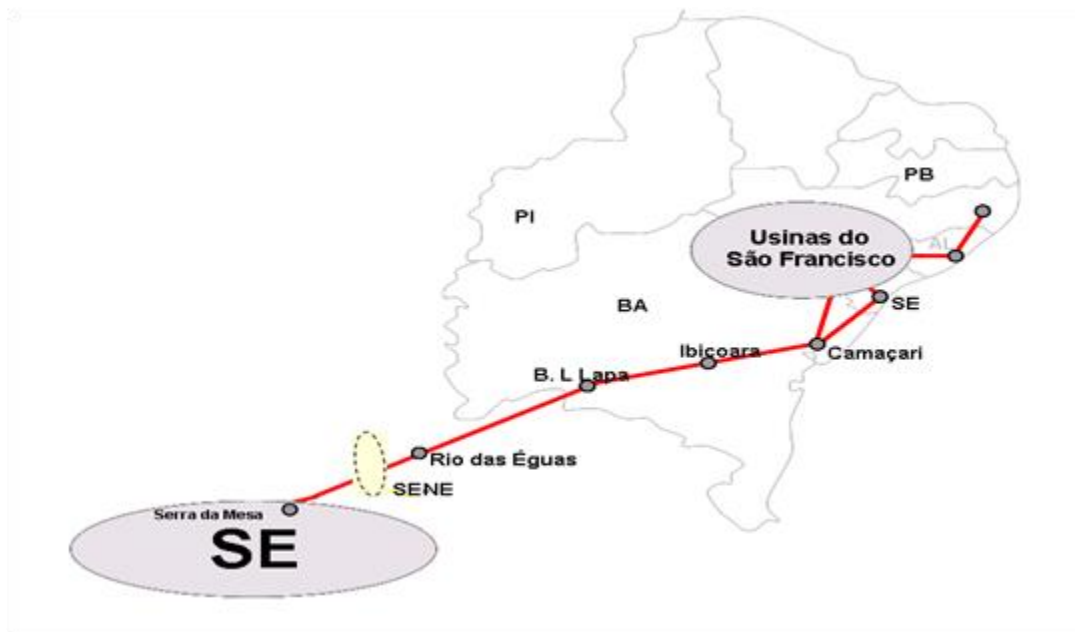 PB
PI
Usinas do
São Francisco
AL
SE
BA
Ibicoara
Camaçari
B. L Lapa
Rio das Éguas
SENE
Serra da Mesa
SE